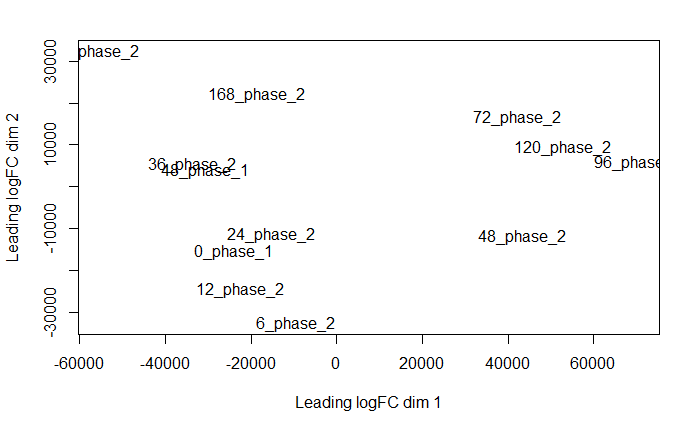 phase_2
168_phase_2
72_phase_2
120_phase_2
96_phase
36_phase_2
48_phase_1
24_phase_2
48_phase_2
0_phase_1
12_phase_2
6_phase_2
30000
10000
-10000
-30000
Leading logFC dim 2
-60000 -40000 -20000 0 20000 40000 60000
Leading logFC dim 1